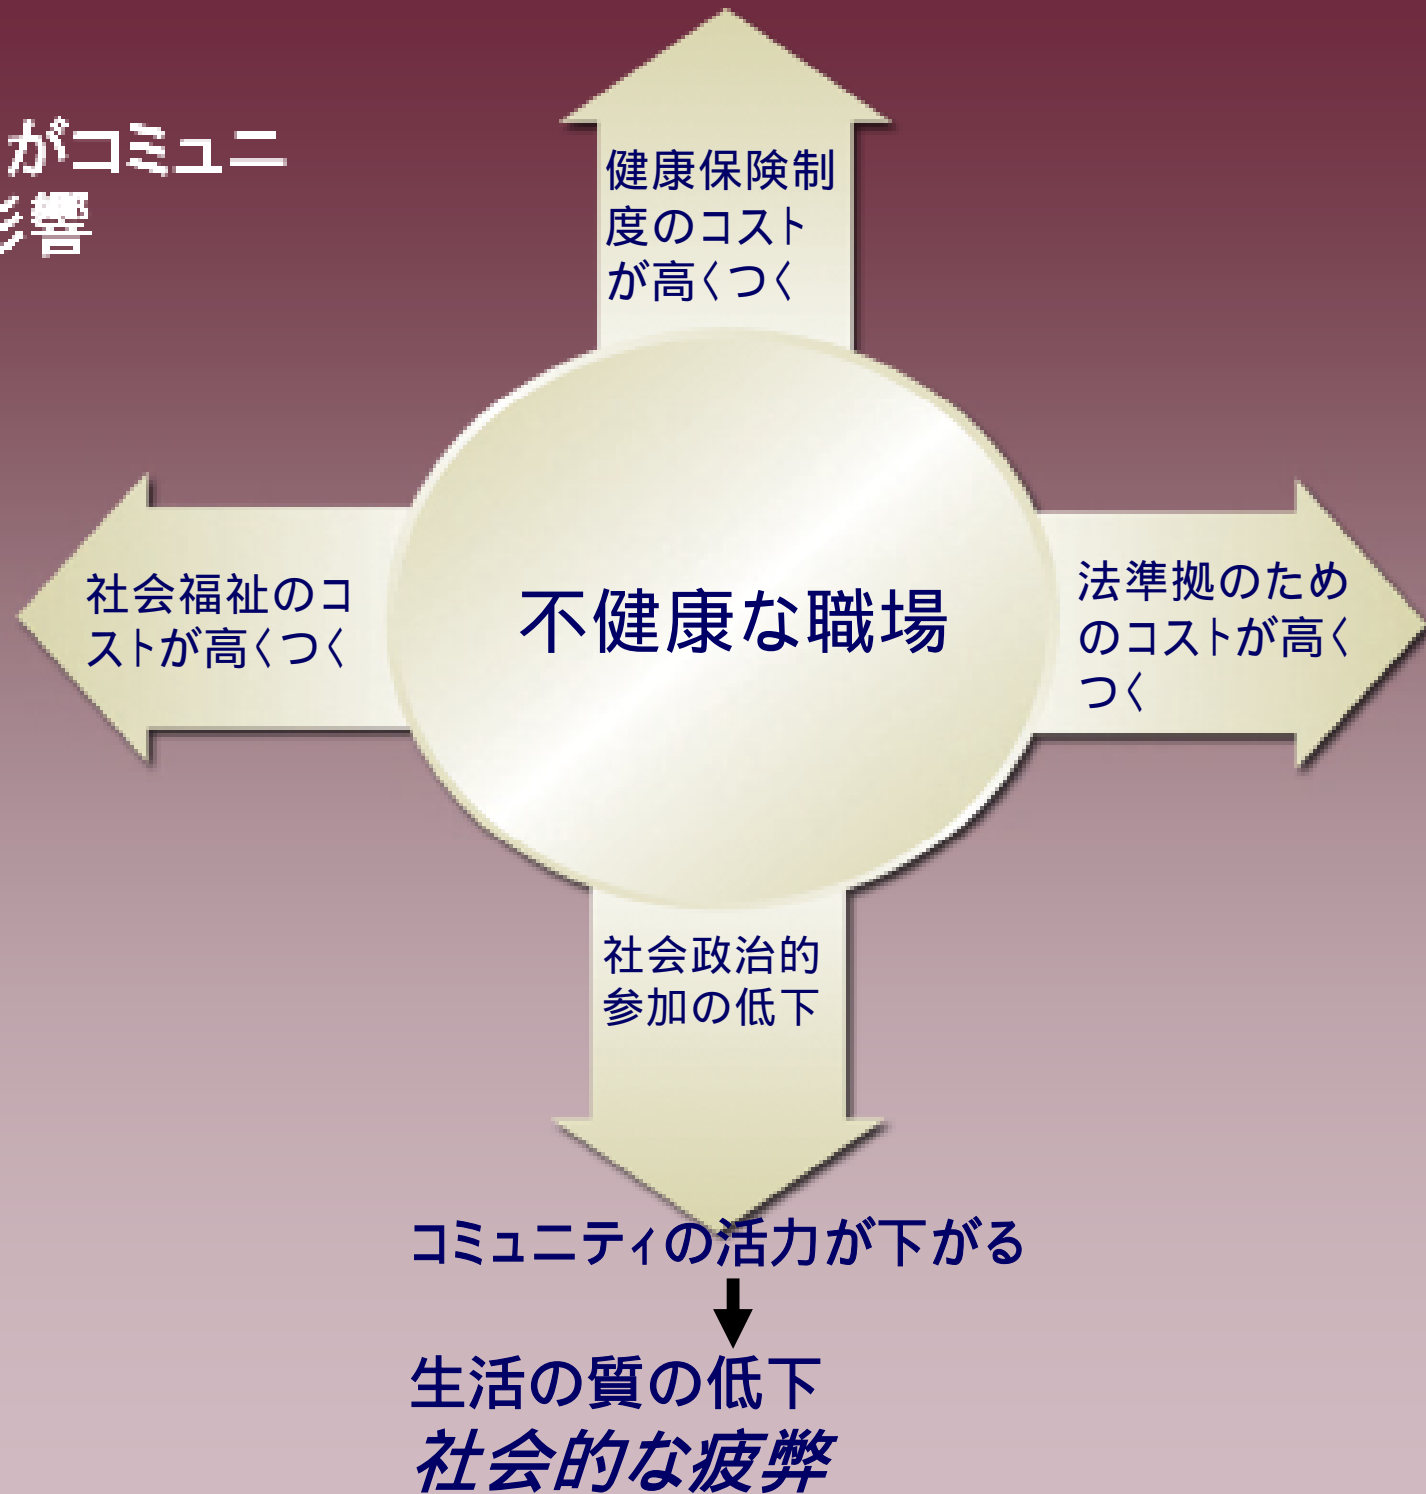 がコミュニ
影響
健康保険制
度のコスト
が高くつく
社会福祉のコ
ストが高くつく
不健康な職場
法準拠のため
のコストが高く
つく
社会政治的
参加の低下
コミュニティの活力が下がる
生活の質の低下
社会的な疲弊